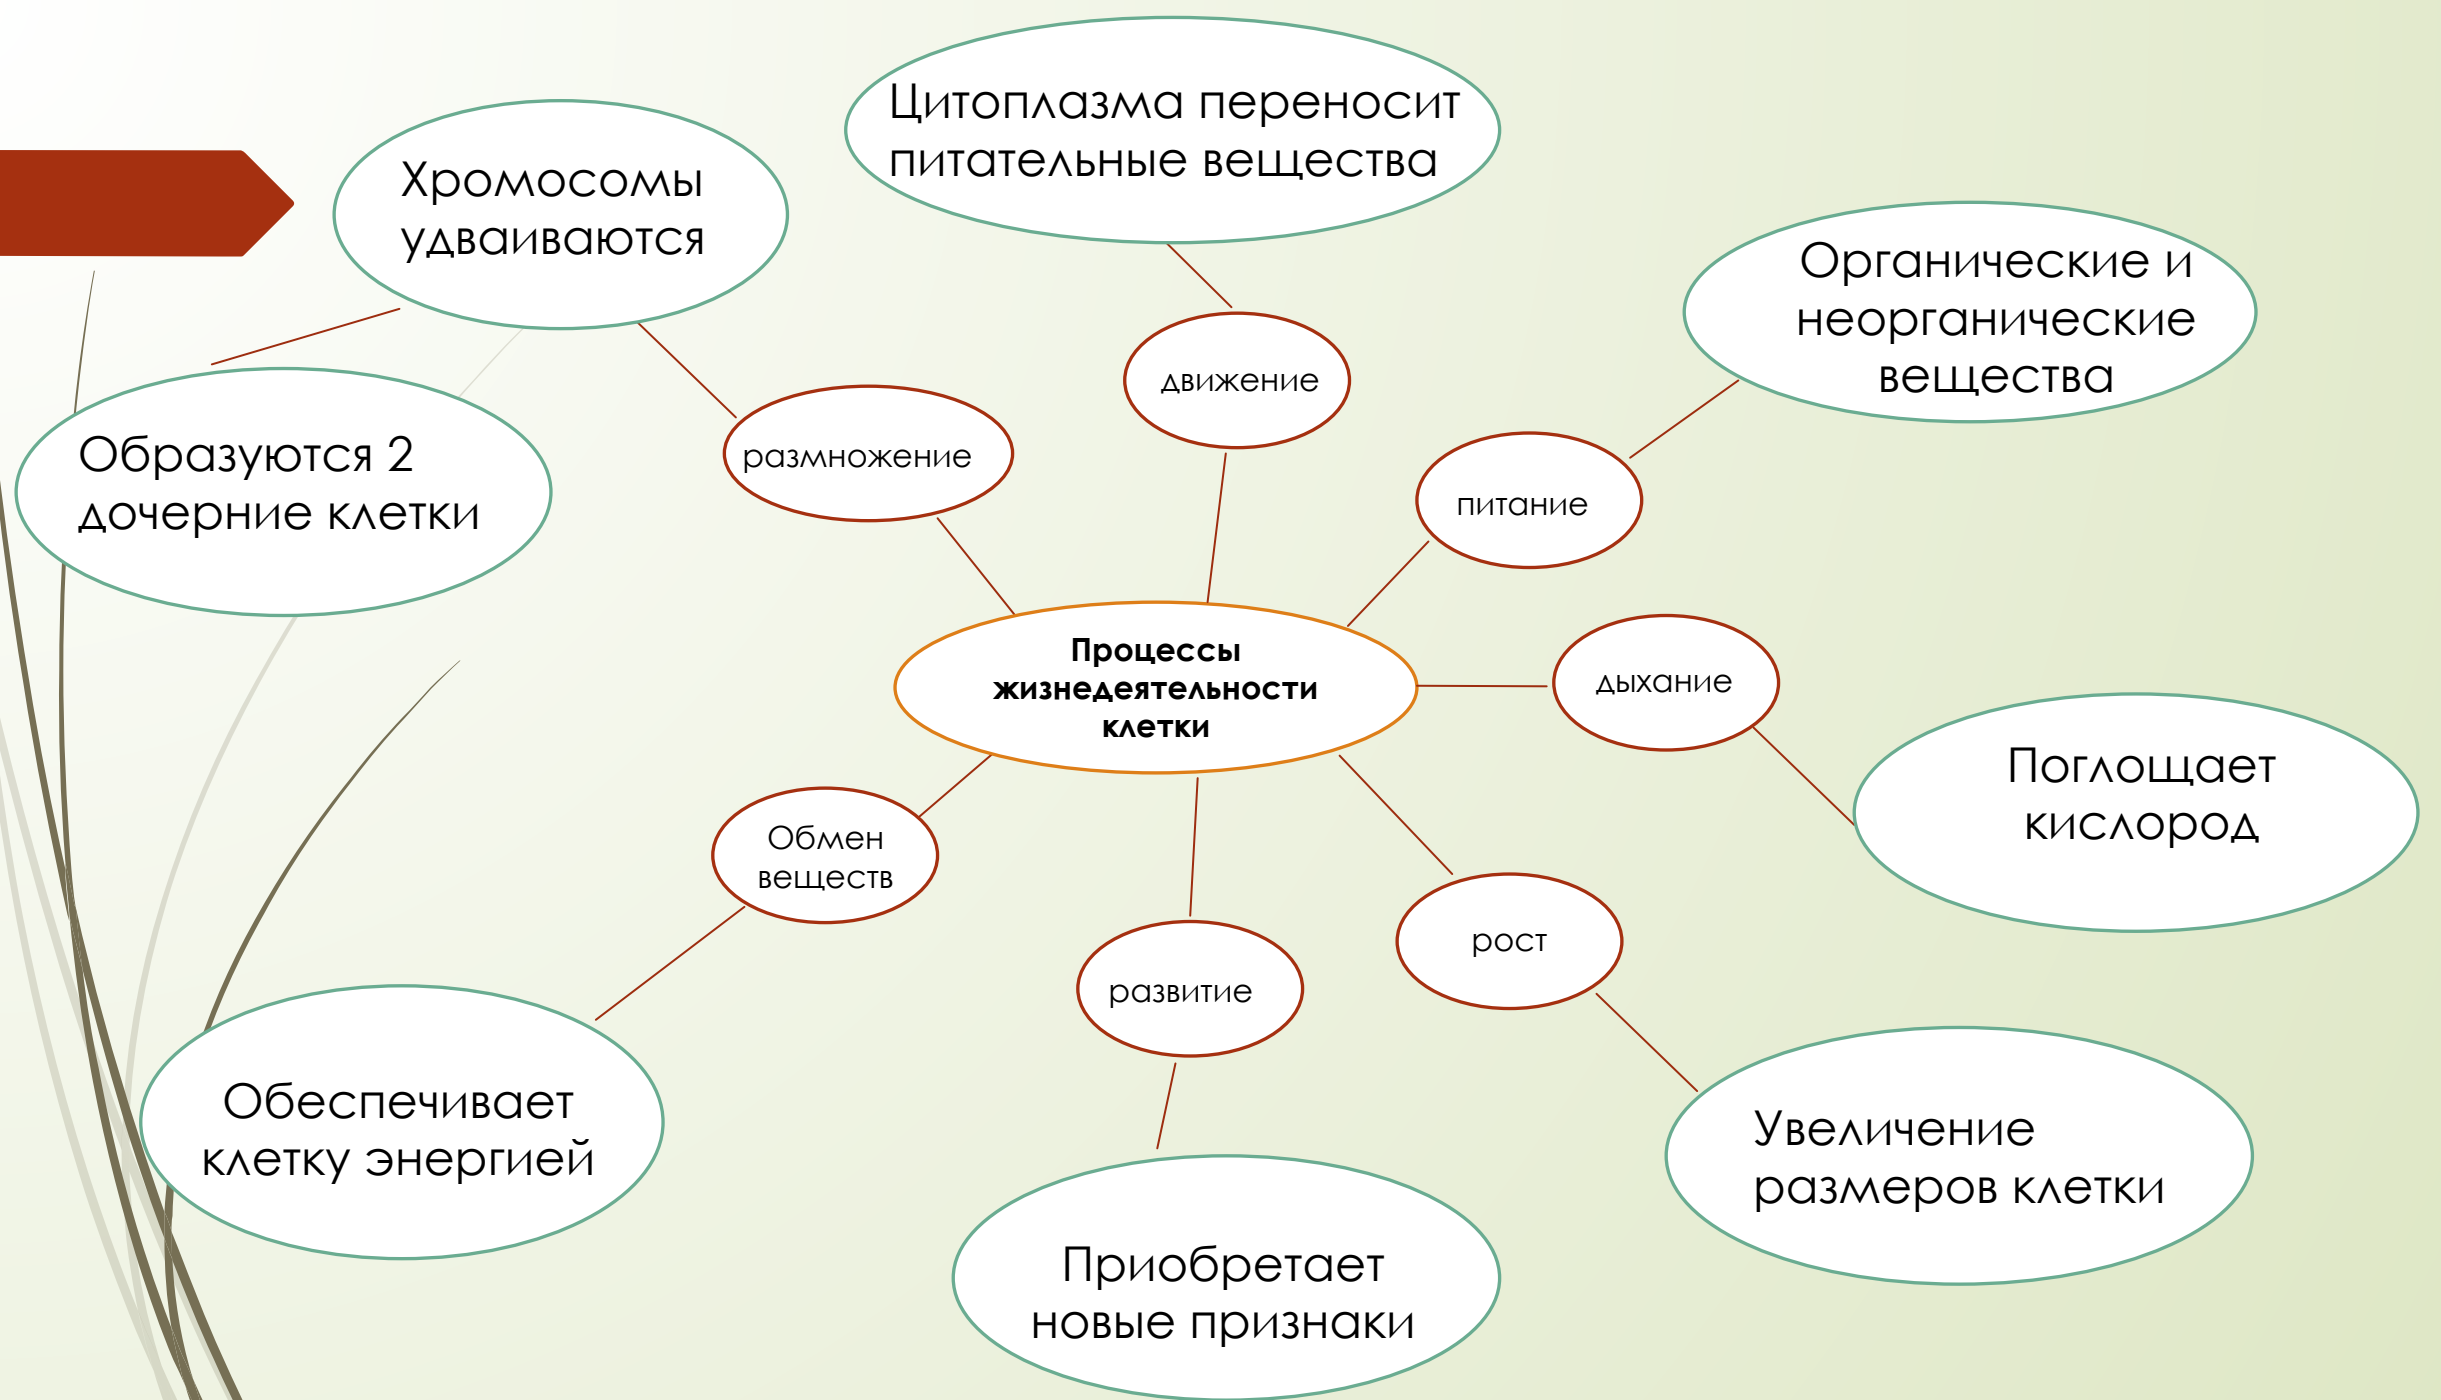 Цитоплазма переносит
питательные вещества
Хромосомы
удваиваются
Органические и
неорганические
вещества
движение
Образуются 2
дочерние клетки
размножение
питание
Процессы
жизнедеятельности
клетки
дыхание
Поглощает
кислород
Обмен
веществ
рост
развитие
Обеспечивает
клетку энергией
Увеличение
размеров клетки
Приобретает
новые признаки